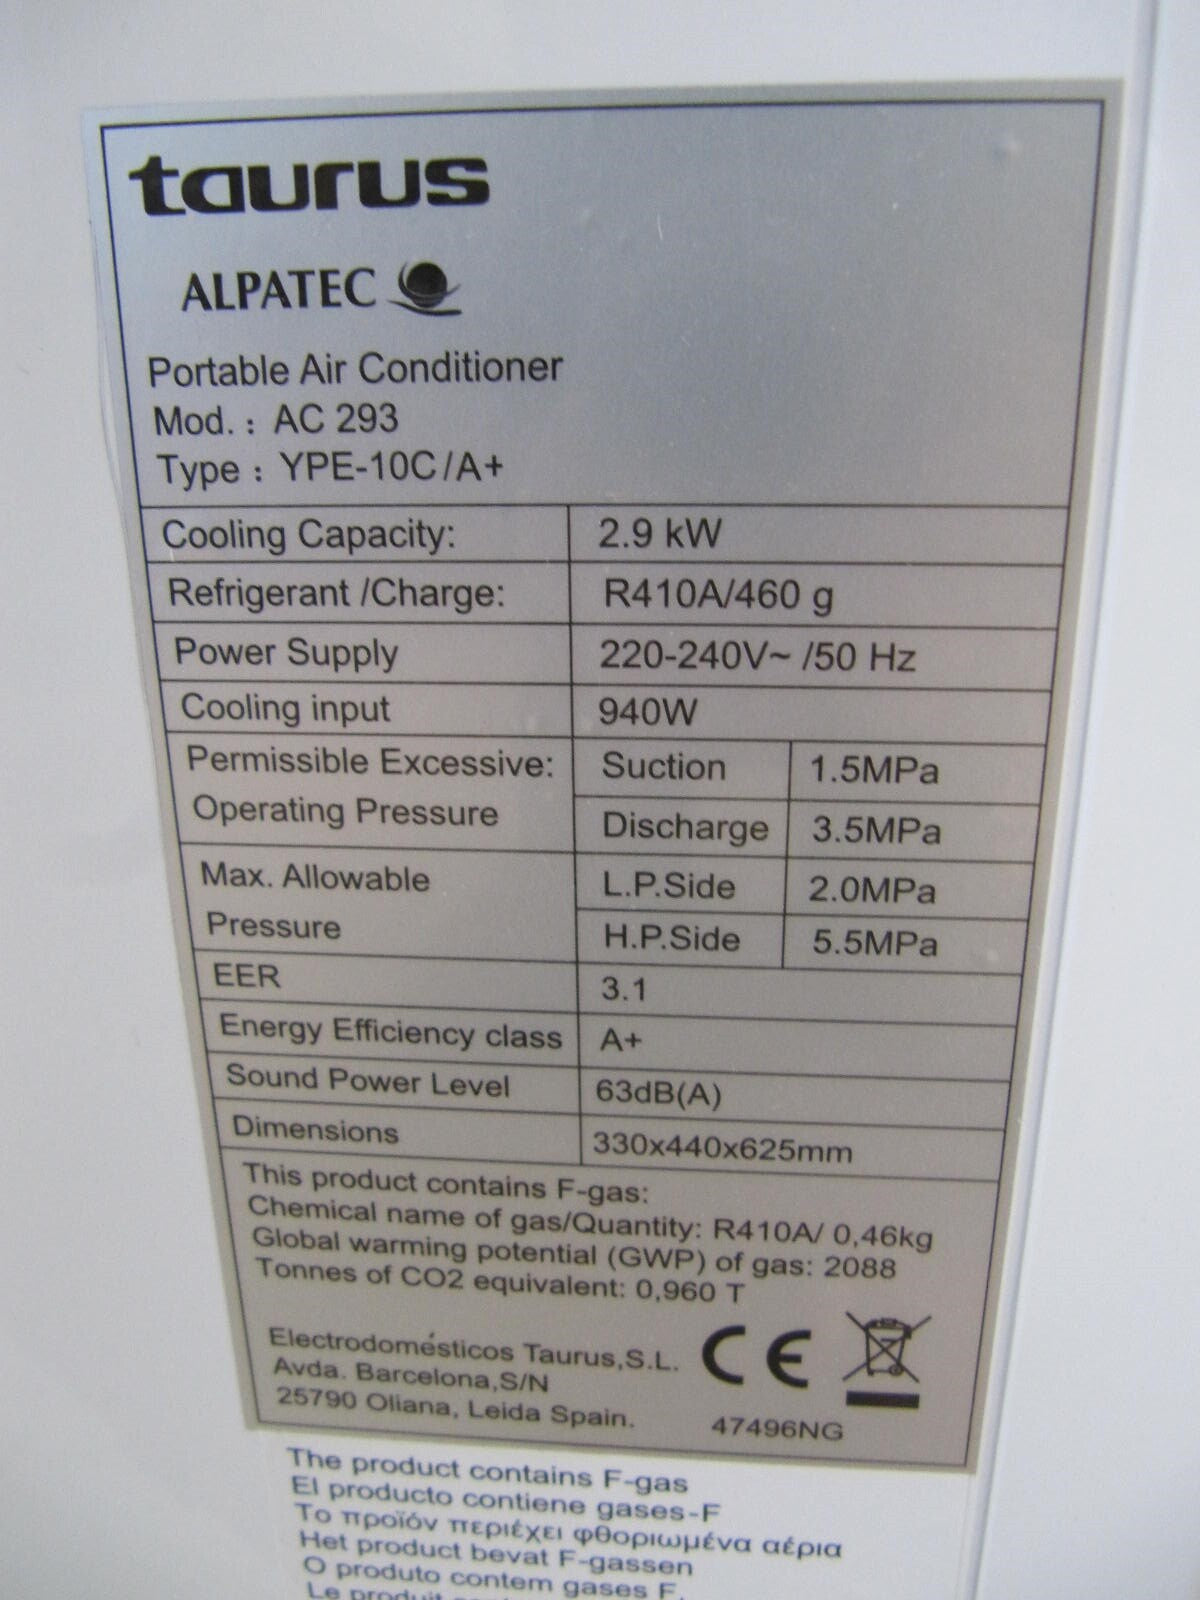 taurus
ALPATEC
Portable Air Conditioner
Mod. : AC 293
Type : YPE-10C/A+
Cooling Capacity: 2.9 kW
Refrigerant /Charge: R410A/460 g
Power Supply 220-240V~ /50 Hz
Cooling input 940W
Permissible Excessive: Suction 1.5MPa
Operating Pressure Discharge 3.5MPa
Max. Allowable L.P.Side 2.0MPa
Pressure H.P.Side 5.5MPa
EER 3.1
Energy Efficiency class A+
Sound Power Level 63dB(A)
Dimensions 330x440x625mm
This product contains F-gas:
Chemical name of gas/Quantity: R410A/ 0,46kg
Global warming potential (GWP) of gas: 2088
Tonnes of CO2 equivalent: 0,960 T
Electrodomésticos Taurus,S.L.
Avda. Barcelona,S/N
25790 Oliana, Leida Spain.
CE
47496NG
The product contains F-gas
El producto contiene gases-F
Το προϊόν περιέχει φθοριωμένα αέρια
Het product bevat F-gassen
O produto contem gases F.
Le produit